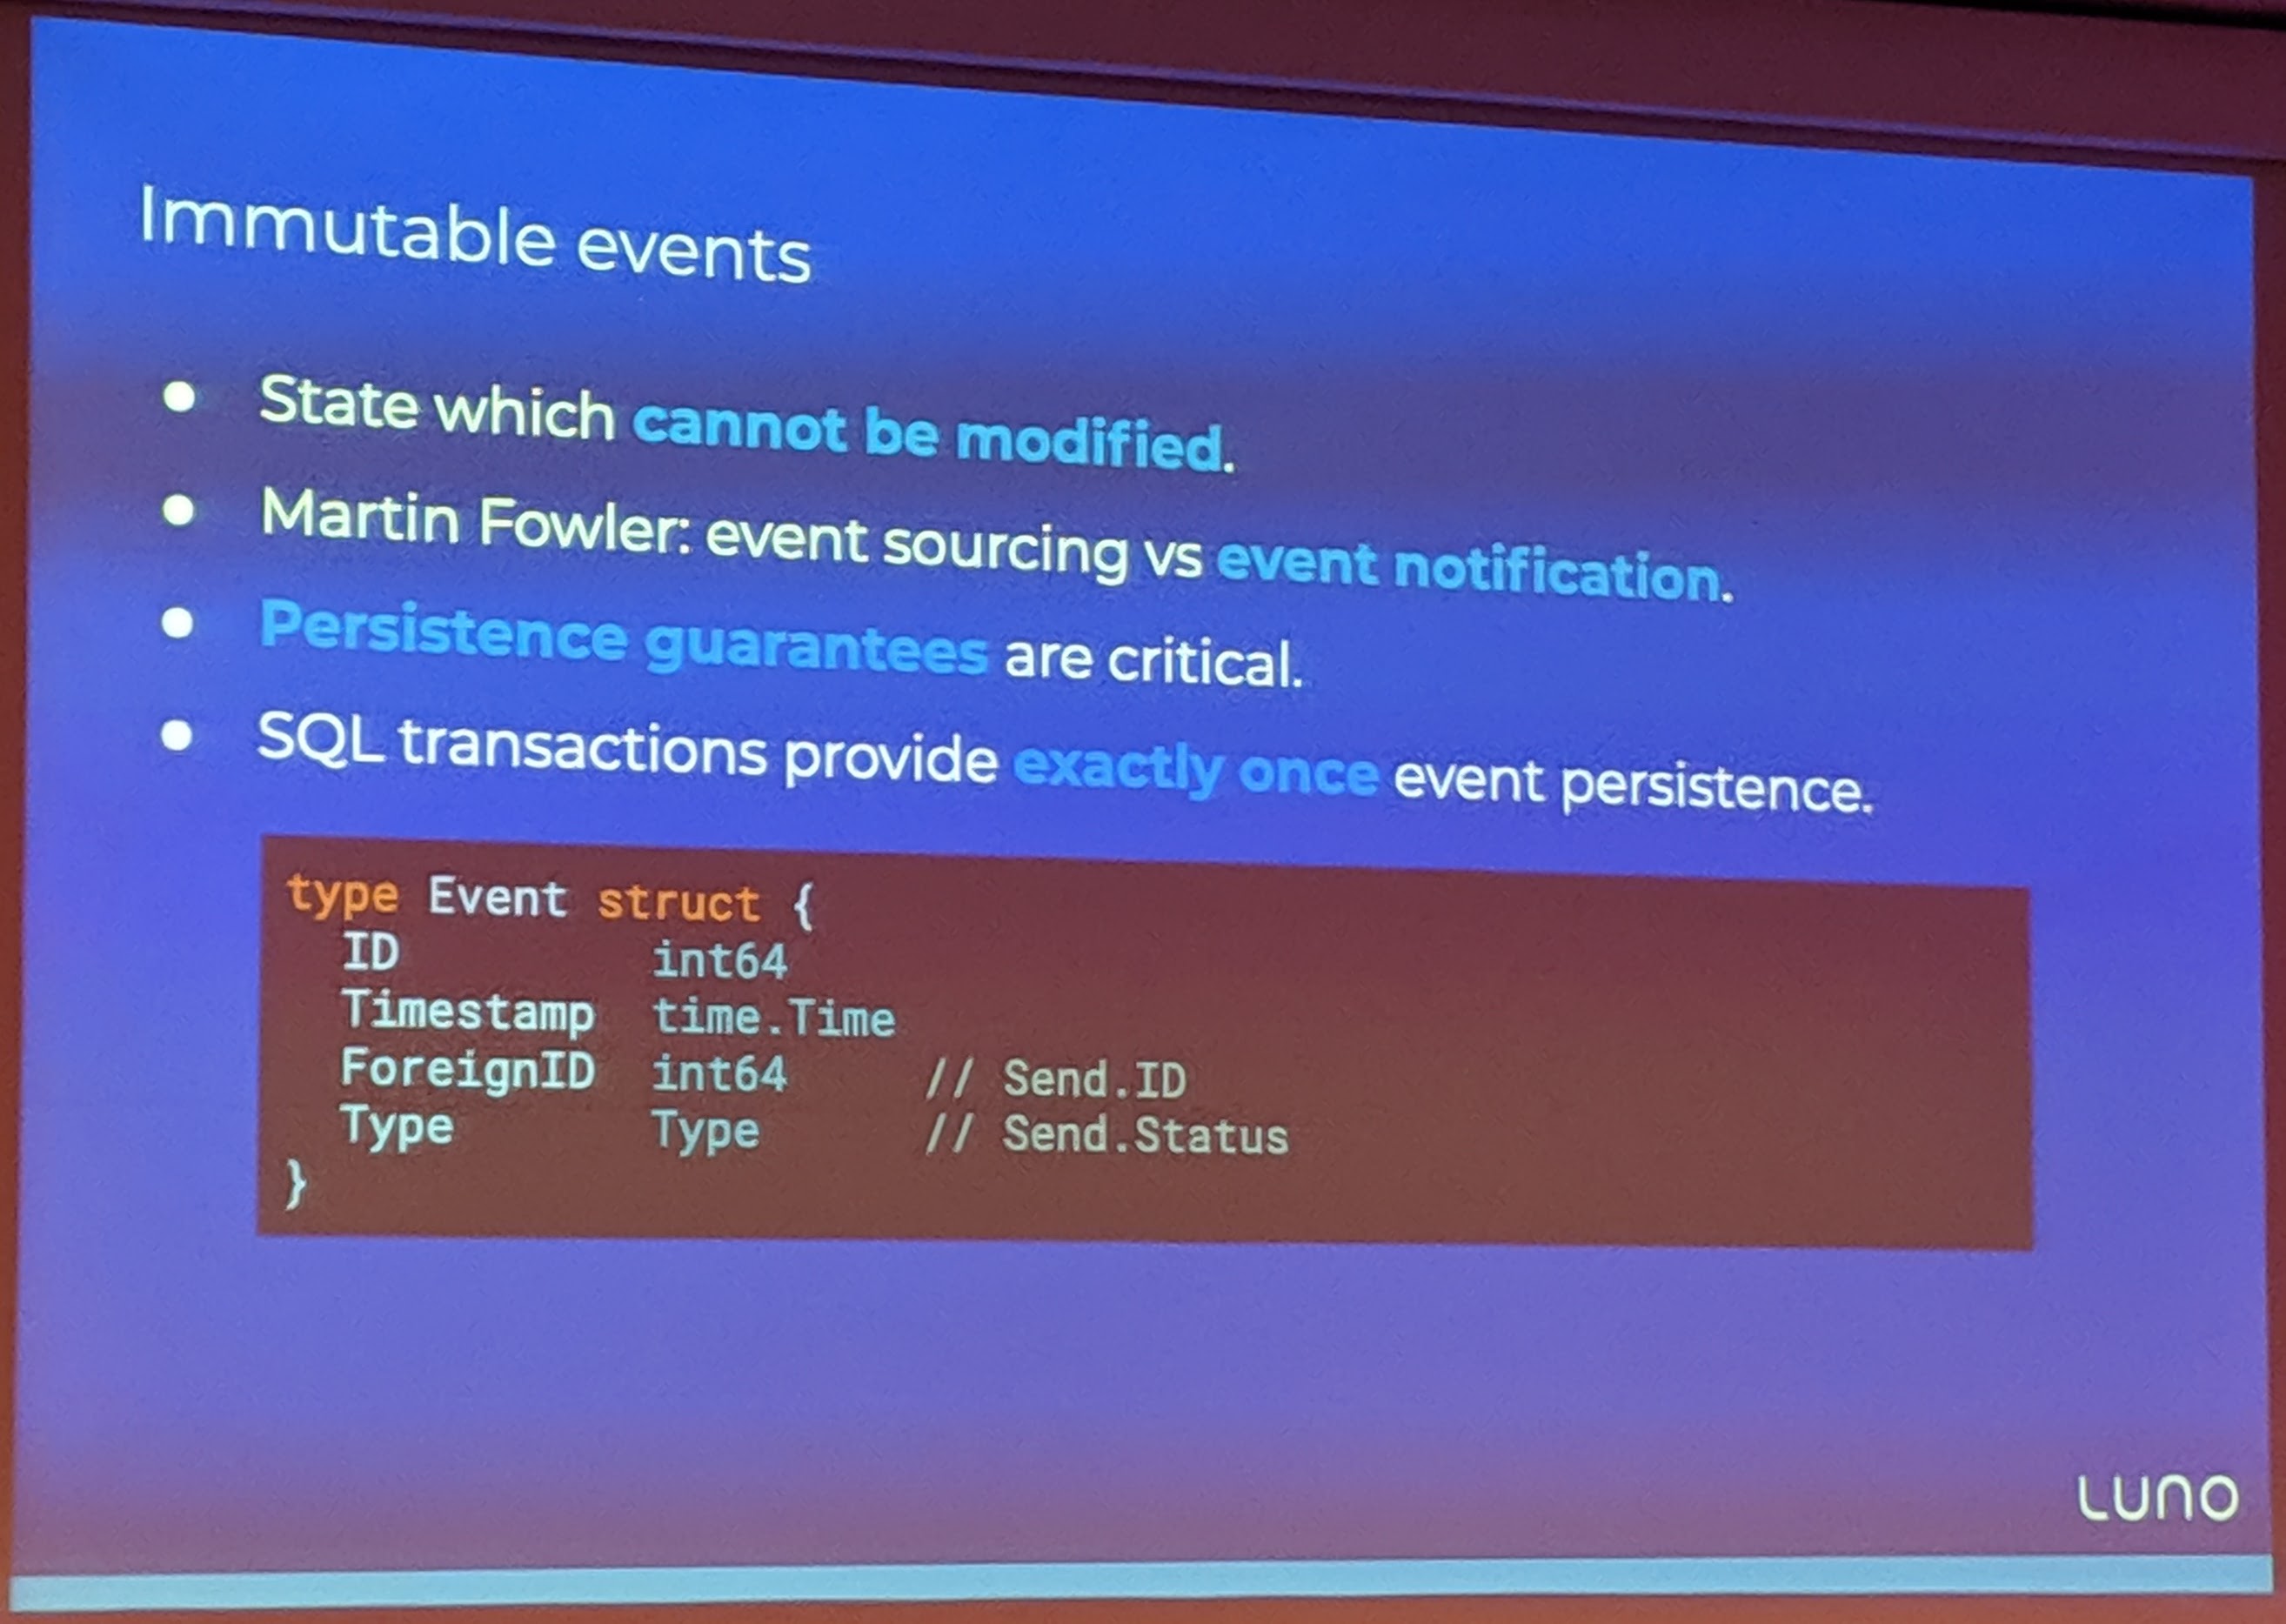 Immutable events
● State which cannot be modified.
● Martin Fowler: event sourcing vs event notification.
● Persistence guarantees are critical.
● SQL transactions provide exactly once event persistence.
type Event struct {
  ID         int64
  Timestamp  time.Time
  ForeignID  int64     // Send.ID
  Type       Type      // Send.Status
}
LUNO